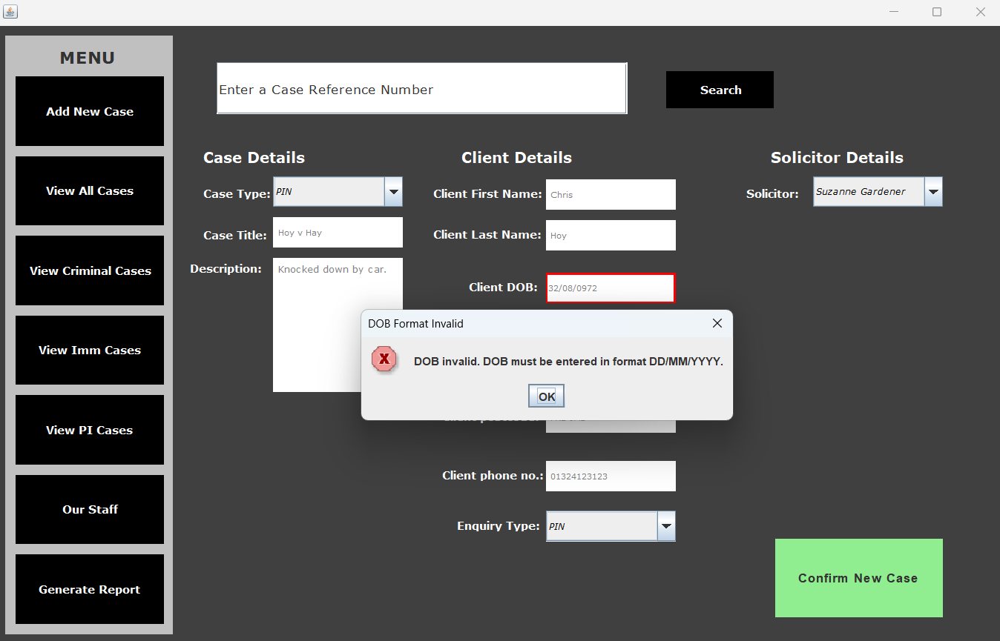 MENU
Add New Case
View All Cases
View Criminal Cases
View Imm Cases
View PI Cases
Our Staff
Generate Report
Enter a Case Reference Number
Search
Case Details
Case Type: PIN
Case Title: Hoy v Hay
Description: Knocked down by car.
Client Details
Client First Name: Chris
Client Last Name: Hoy
Client DOB: 32/08/0972
DOB Format Invalid
X
DOB invalid. DOB must be entered in format DD/MM/YYYY.
OK
Client phone no.: 01324123123
Enquiry Type: PIN
Solicitor Details
Solicitor: Suzanne Gardener
Confirm New Case